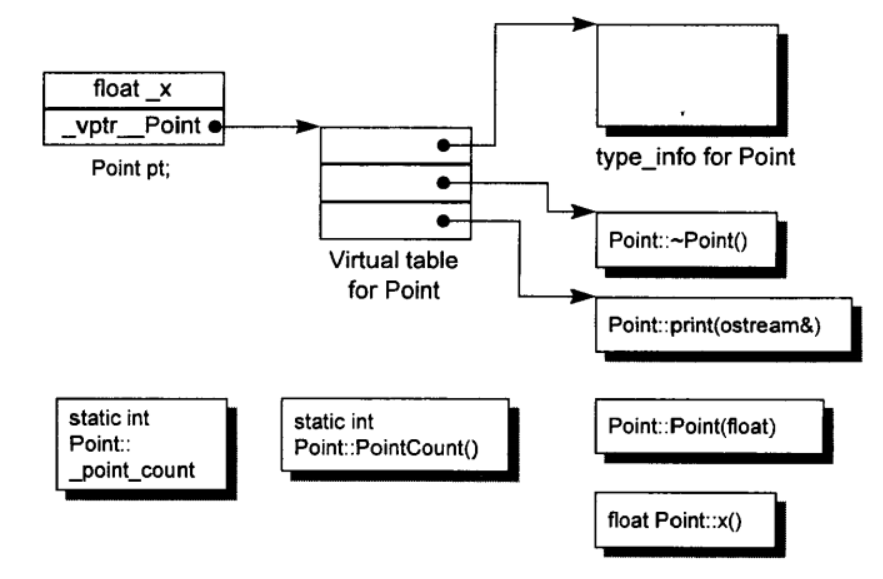 float _x
_vptr__Point
Point pt;
Virtual table
for Point
type_info for Point
Point::~Point()
Point::print(ostream&)
static int
Point::
_point_count
static int
Point::PointCount()
Point::Point(float)
float Point::x()